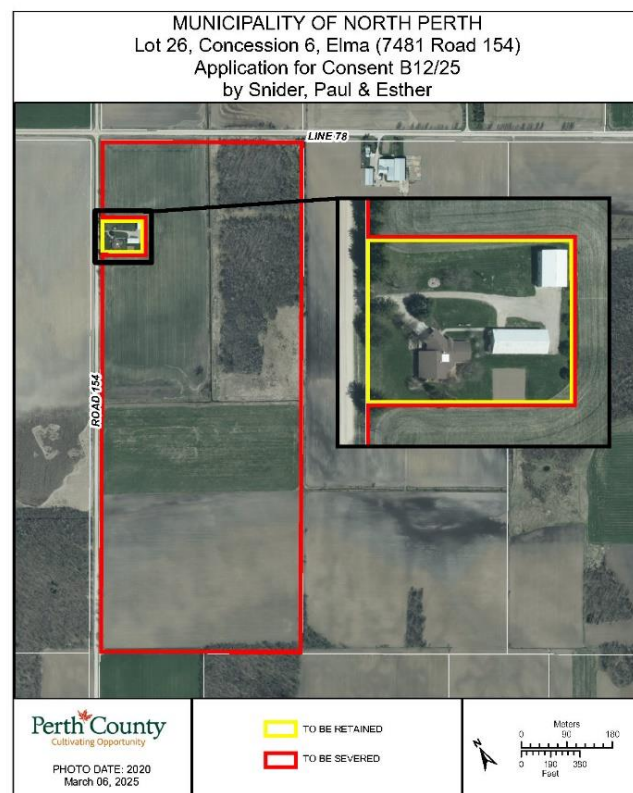 MUNICIPALITY OF NORTH PERTH
Lot 26, Concession 6, Elma (7481 Road 154)
Application for Consent B12/25
by Snider, Paul & Esther
LINE 78
ROAD 154
Perth County
Cultivating Opportunity
PHOTO DATE: 2020
March 06, 2025
TO BE RETAINED
TO BE SEVERED
N
Meters
0 90 180
0 190 380
Feet